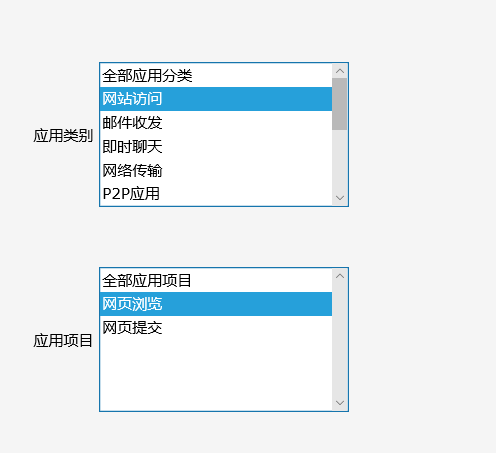 应用类别
全部应用分类
网站访问
邮件收发
即时聊天
网络传输
P2P应用
应用项目
全部应用项目
网页浏览
网页提交